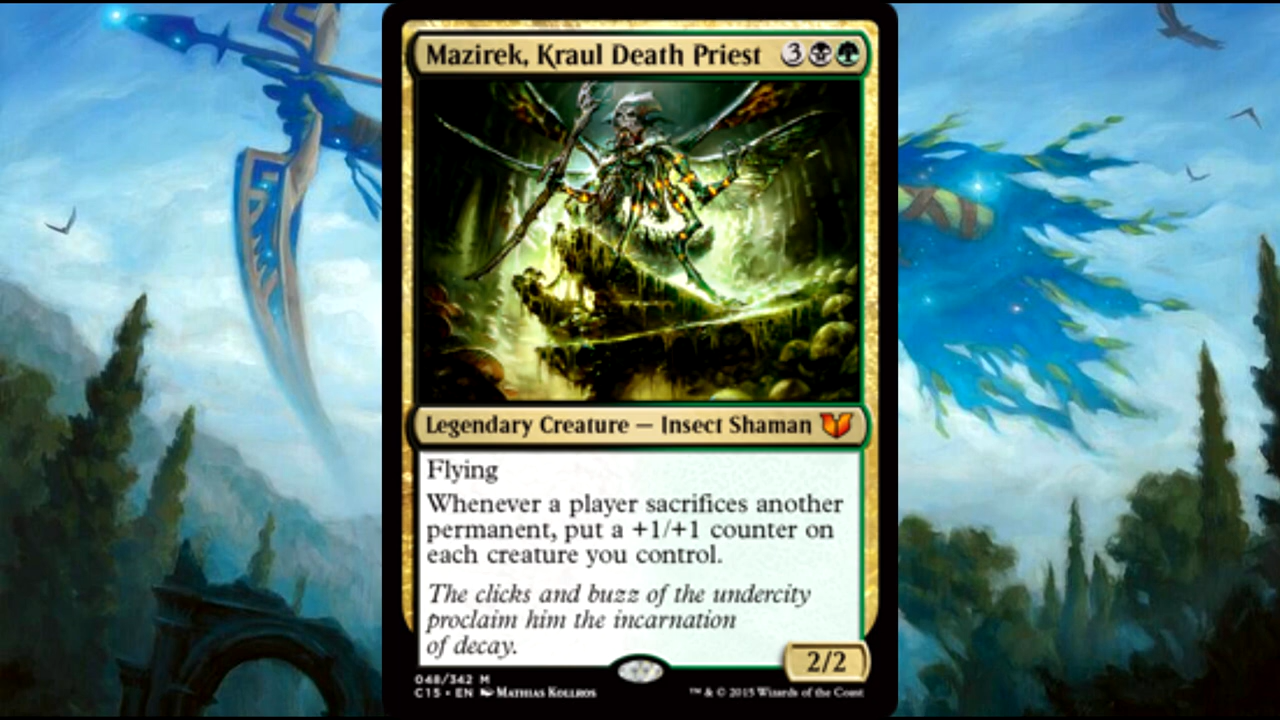 Mazirek, Kraul Death Priest 3
Legendary Creature — Insect Shaman
Flying
Whenever a player sacrifices another
permanent, put a +1/+1 counter on
each creature you control.
The clicks and buzz of the undercity
proclaim him the incarnation
of decay.
2/2
048/342 M
C15 • EN Mathias Kollros
™ & © 2015 Wizards of the Coast